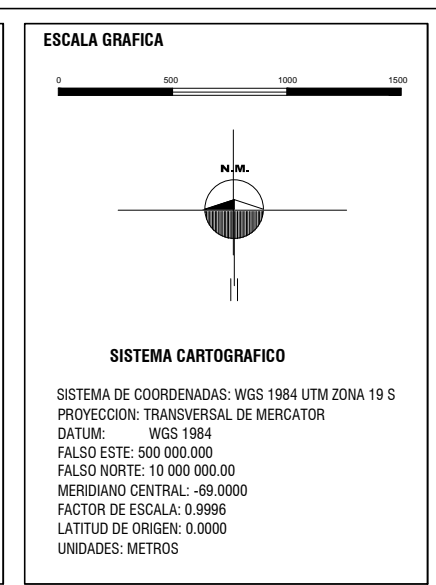 ESCALA GRAFICA
0 500 1000 1500
N.M.
SISTEMA CARTOGRAFICO
SISTEMA DE COORDENADAS: WGS 1984 UTM ZONA 19 S
PROYECCION: TRANSVERSAL DE MERCATOR
DATUM: WGS 1984
FALSO ESTE: 500 000.000
FALSO NORTE: 10 000 000.00
MERIDIANO CENTRAL: -69.0000
FACTOR DE ESCALA: 0.9996
LATITUD DE ORIGEN: 0.0000
UNIDADES: METROS